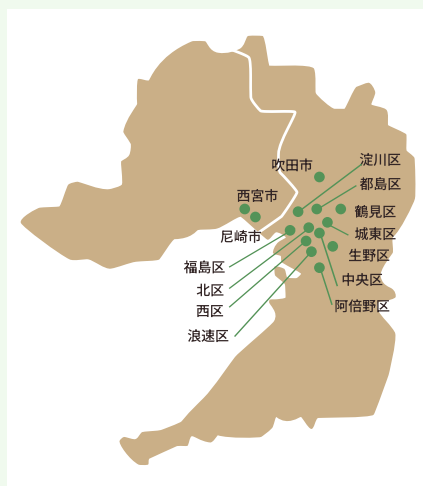 吹田市
淀川区
都島区
西宮市
鶴見区
尼崎市
城東区
生野区
福島区
中央区
北区
阿倍野区
西区
浪速区